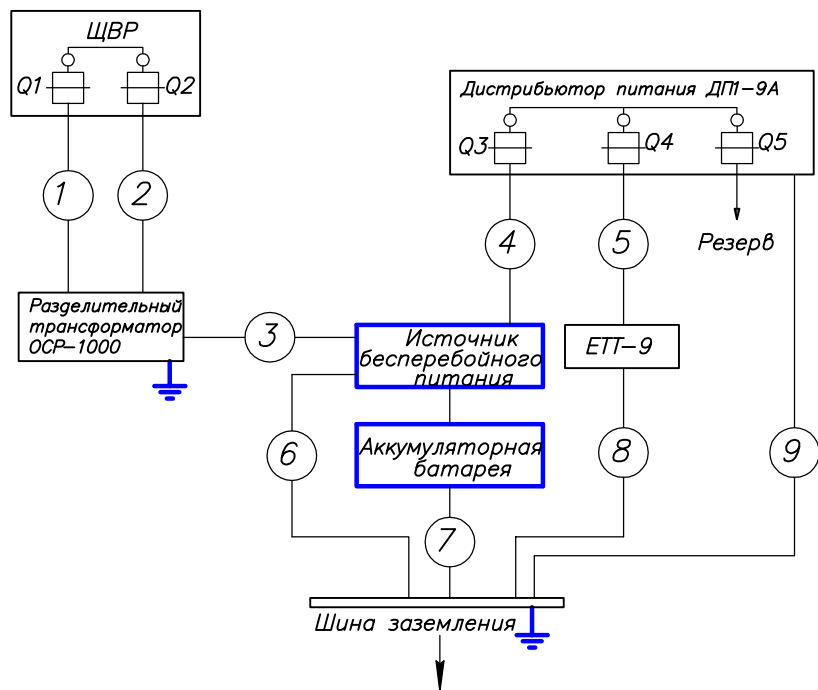 ЩВР
Q1
Q2
Дистрибьютор питания ДП1-9А
Q3
Q4
Q5
1
2
4
5
Резерв
Разделительный
трансформатор
ОСР-1000
3
Источник
бесперебойного
питания
ЕТТ-9
6
Аккумуляторная
батарея
8
9
7
Шина заземления